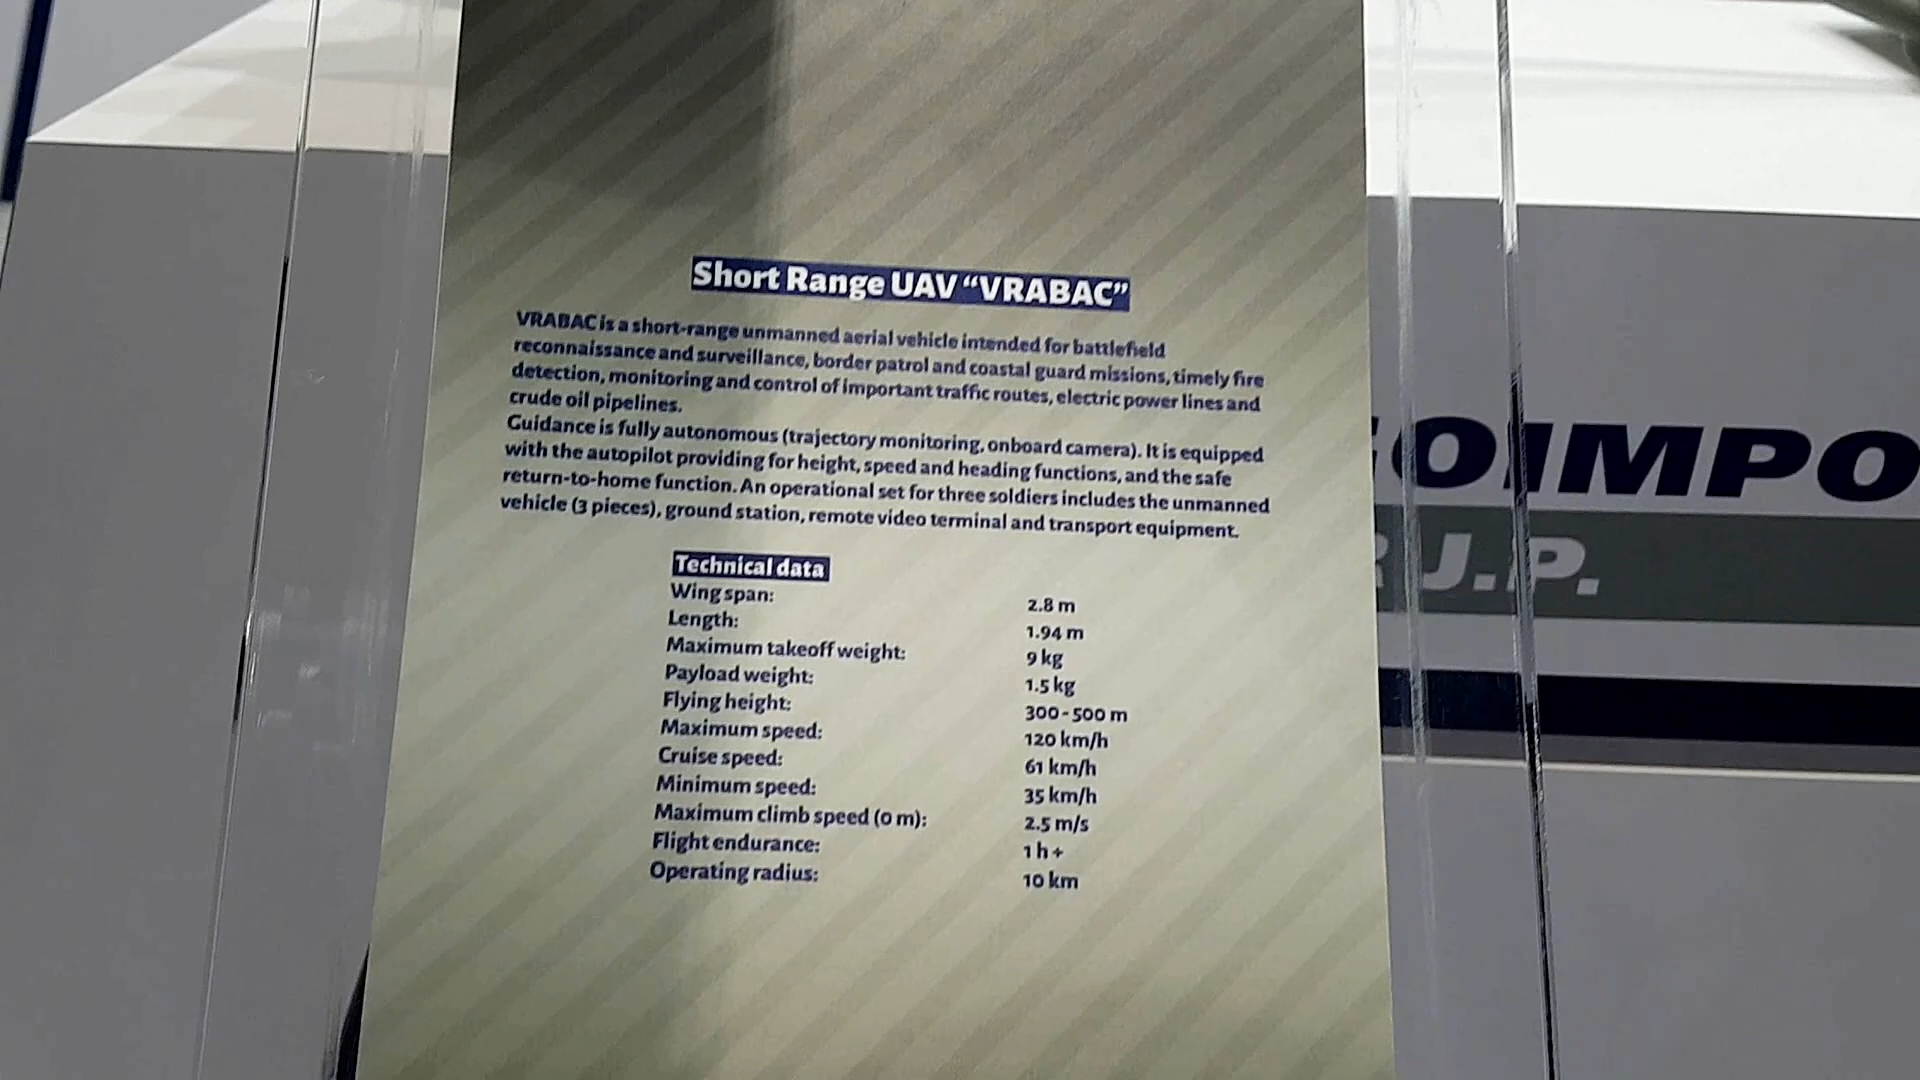 Short Range UAV “VRABAC”
VRABAC is a short-range unmanned aerial vehicle intended for battlefield
reconnaissance and surveillance, border patrol and coastal guard missions, timely fire
detection, monitoring and control of important traffic routes, electric power lines and
crude oil pipelines.
Guidance is fully autonomous (trajectory monitoring, onboard camera). It is equipped
with the autopilot providing for height, speed and heading functions, and the safe
return-to-home function. An operational set for three soldiers includes the unmanned
vehicle (3 pieces), ground station, remote video terminal and transport equipment.
Technical data
Wing span: 2.8 m
Length: 1.94 m
Maximum takeoff weight: 9 kg
Payload weight: 1.5 kg
Flying height: 300 - 500 m
Maximum speed: 120 km/h
Cruise speed: 61 km/h
Minimum speed: 35 km/h
Maximum climb speed (0 m): 2.5 m/s
Flight endurance: 1 h +
Operating radius: 10 km
OIMPO
J.P.